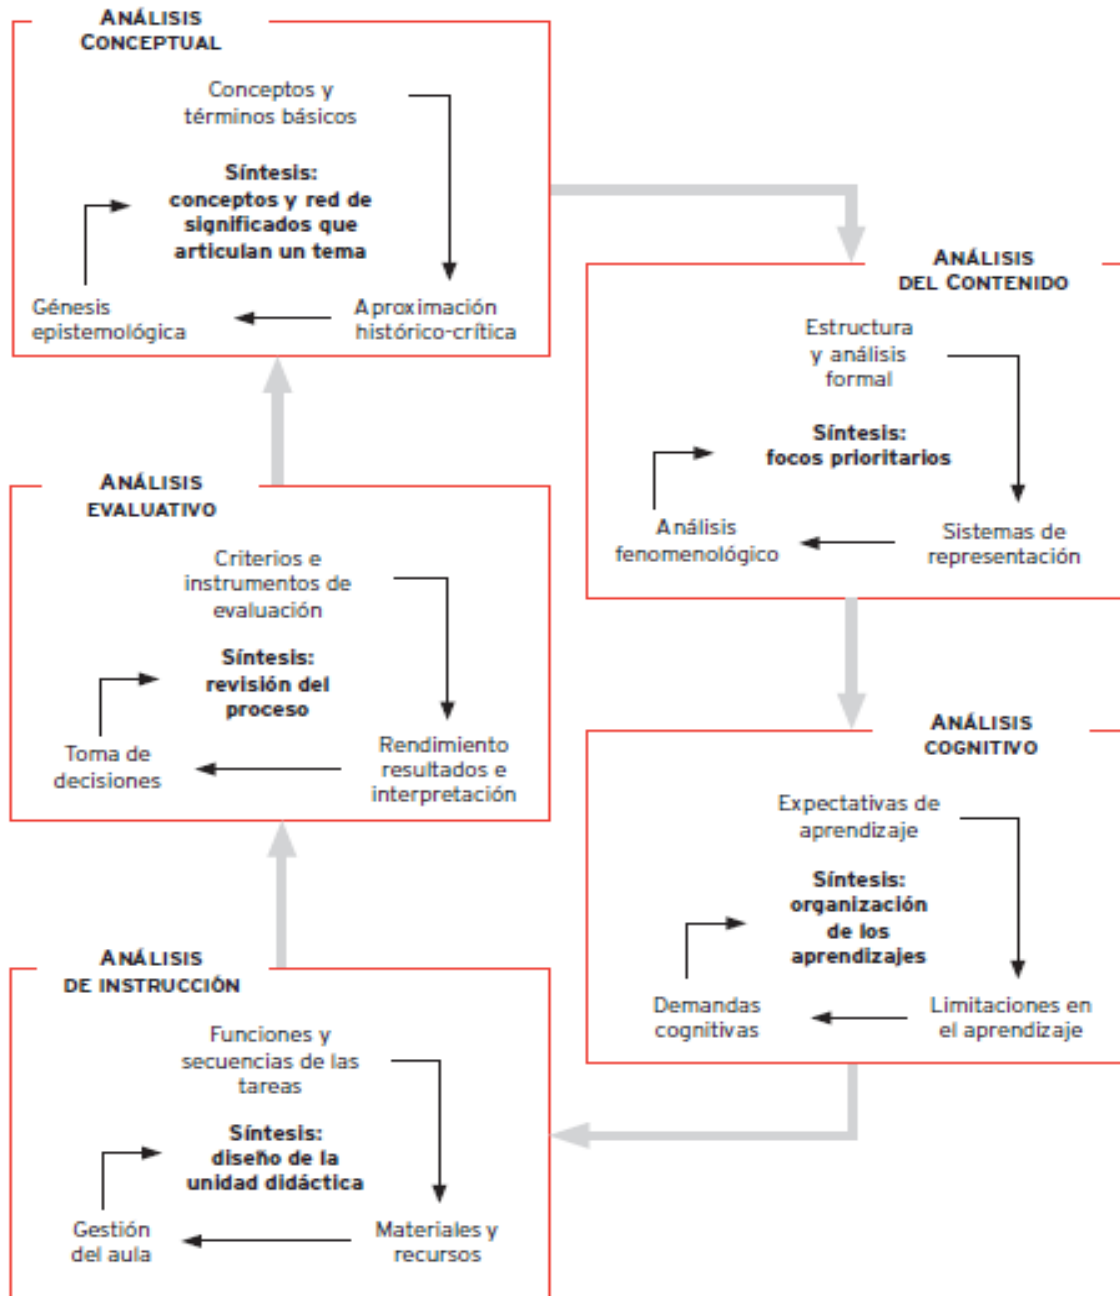 ANÁLISIS
CONCEPTUAL
Conceptos y
términos básicos
Síntesis:
conceptos y red de
significados que
articulan un tema
Génesis
epistemológica
Aproximación
histórico-crítica
ANÁLISIS
DEL CONTENIDO
Estructura
y análisis
formal
Síntesis:
focos prioritarios
Análisis
fenomenológico
Sistemas de
representación
ANÁLISIS
COGNITIVO
Expectativas de
aprendizaje
Síntesis:
organización
de los
aprendizajes
Demandas
cognitivas
Limitaciones en
el aprendizaje
ANÁLISIS
DE INSTRUCCIÓN
Funciones y
secuencias de las
tareas
Síntesis:
diseño de la
unidad didáctica
Gestión
del aula
Materiales y
recursos
ANÁLISIS
EVALUATIVO
Criterios e
instrumentos de
evaluación
Síntesis:
revisión del
proceso
Toma de
decisiones
Rendimiento
resultados e
interpretación